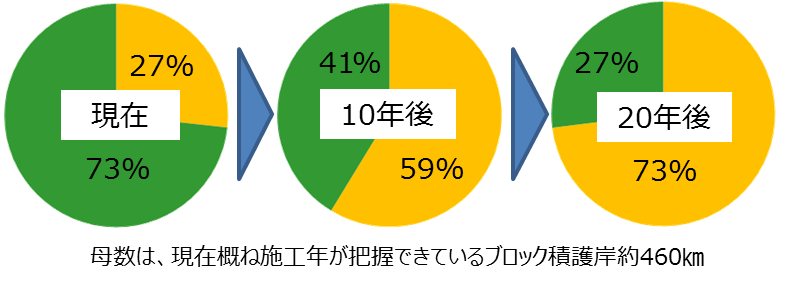 27%
現在
73%
41%
10年後
59%
27%
20年後
73%
母数は、現在概ね施工年が把握できているブロック積護岸約460㎞